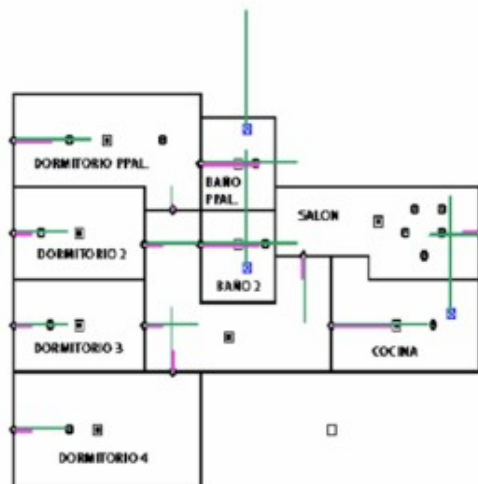 DORMITORIO PPAL.
BAÑO
PPAL.
SALON
DORMITORIO 2
BAÑO 2
DORMITORIO 3
COCINA
DORMITORIO 4